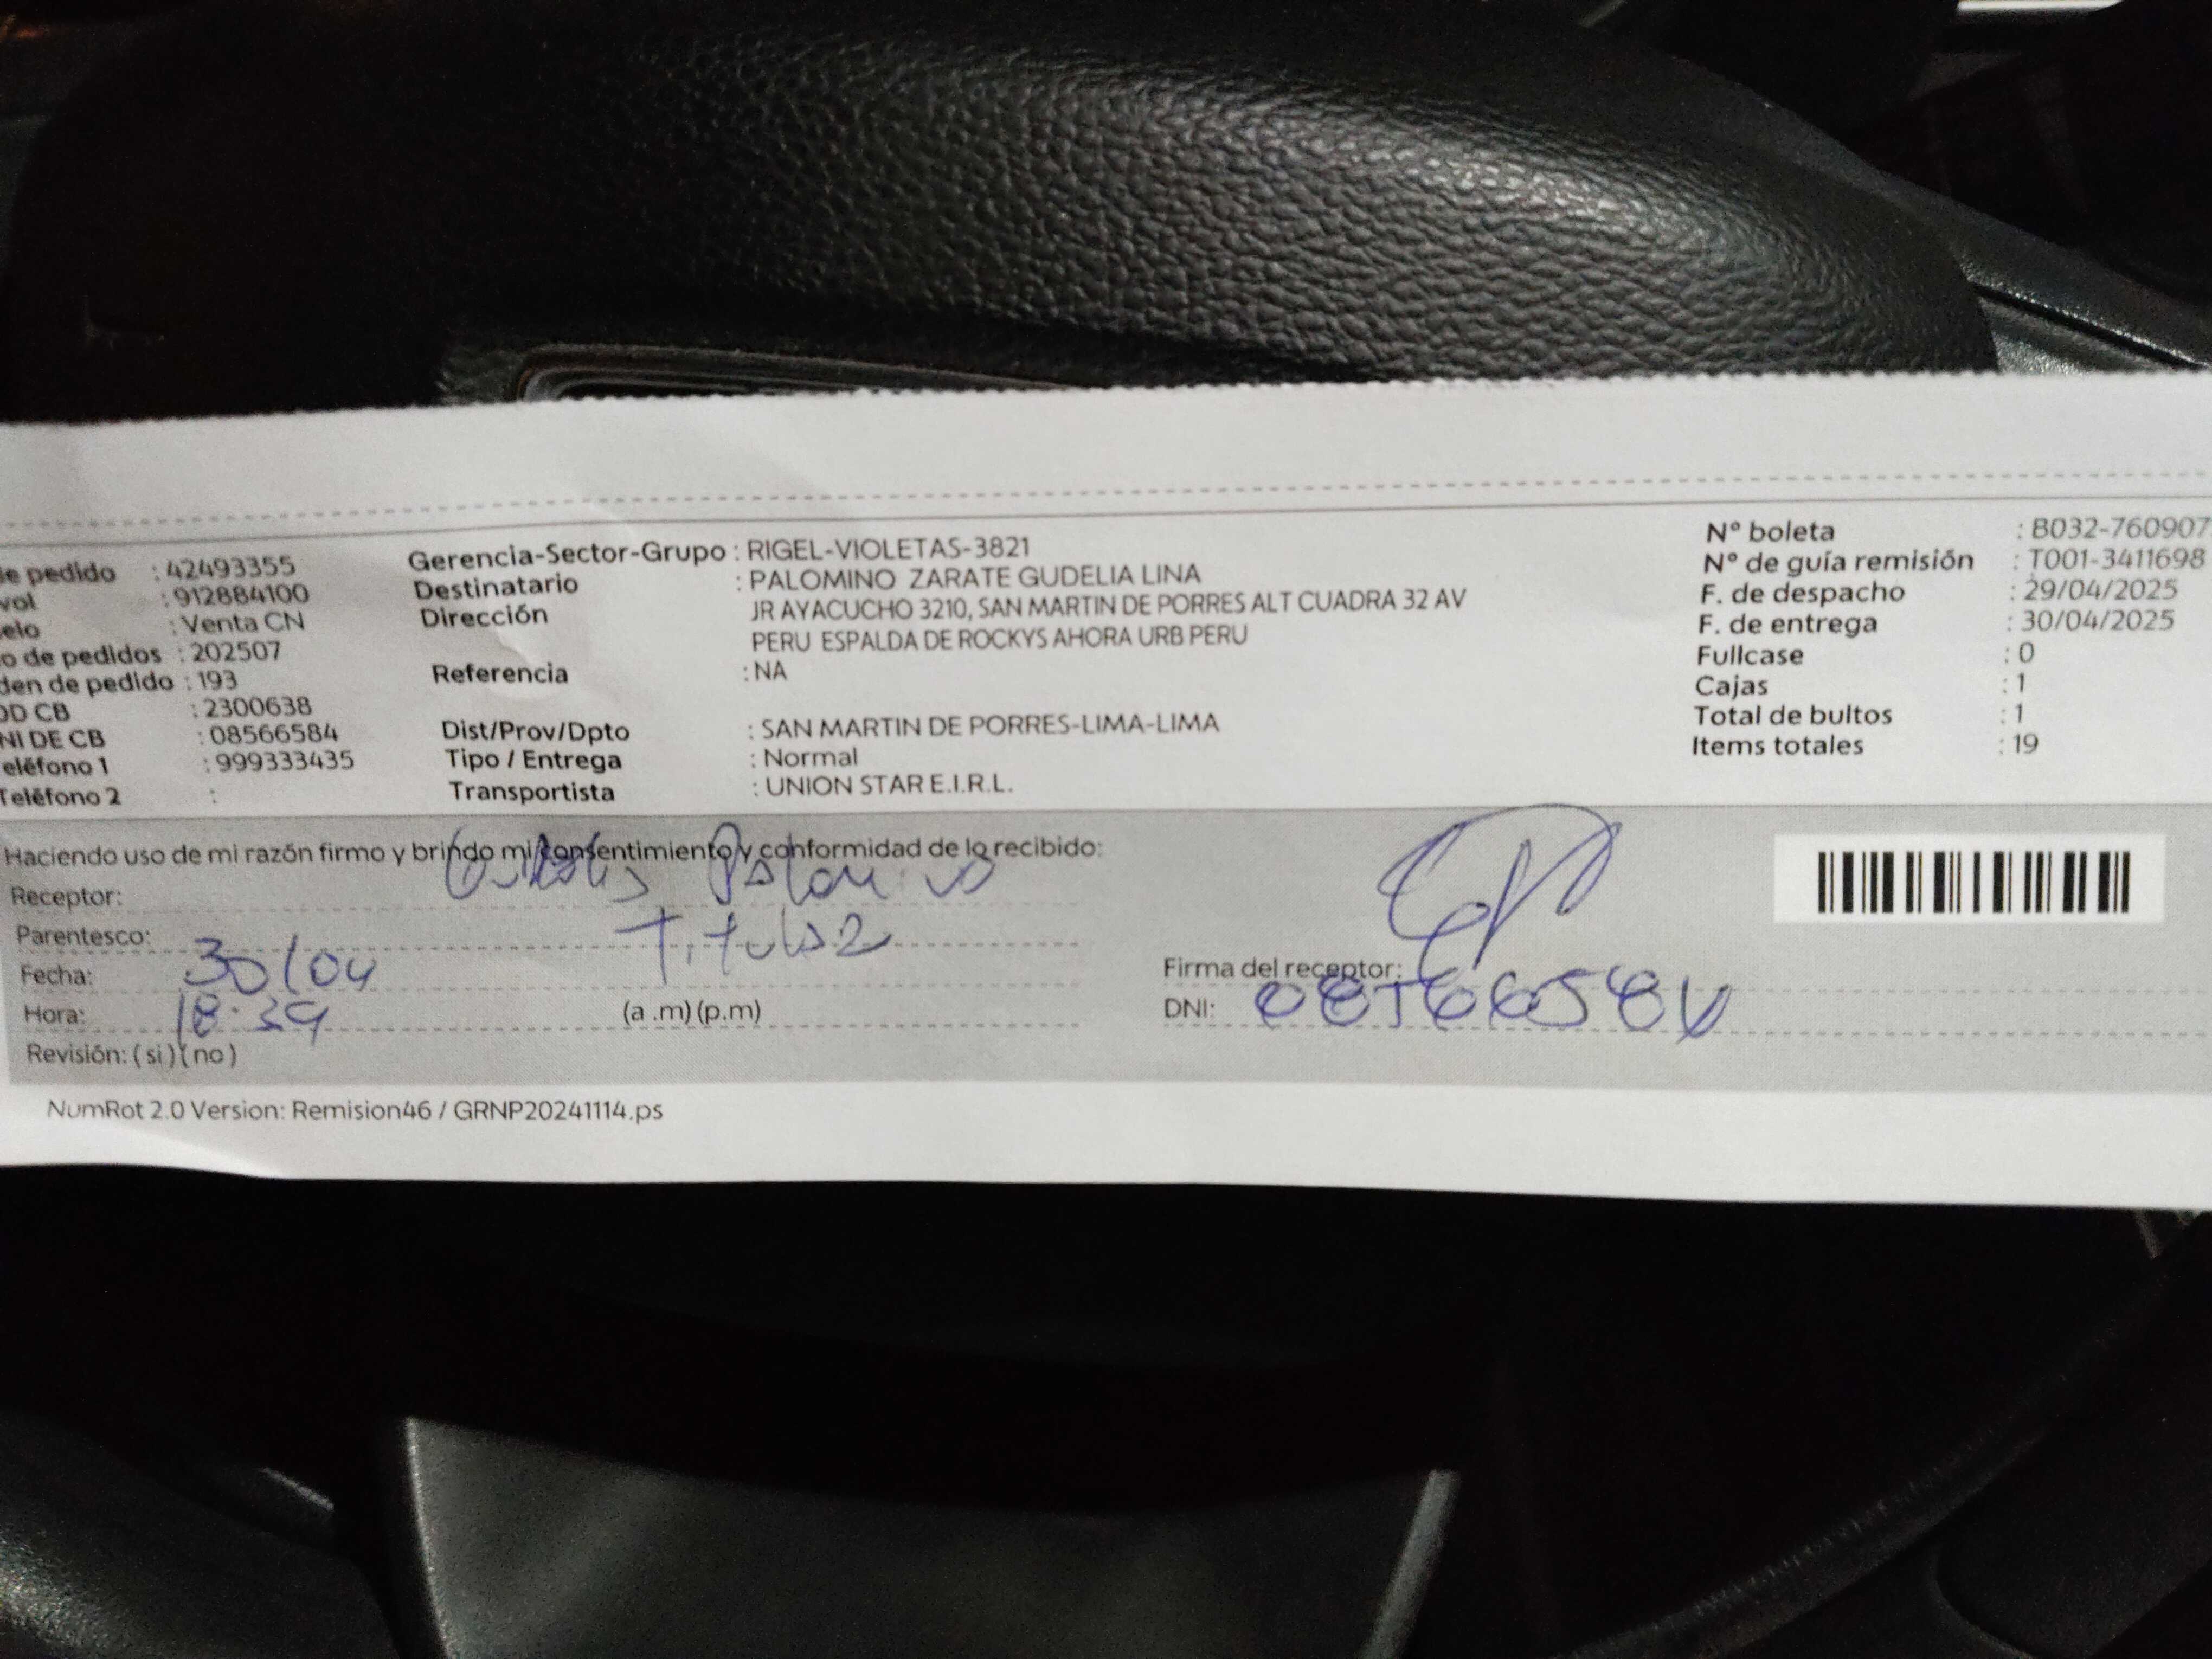 e pedido : 42493355
vol : 912884100
elo : Venta CN
o de pedidos : 202507
den de pedido : 193
OD CB : 2300638
NI DE CB : 08566584
eléfono 1 : 999333435
Teléfono 2 :
Gerencia-Sector-Grupo : RIGEL-VIOLETAS-3821
Destinatario : PALOMINO ZARATE GUDELIA LINA
Dirección JR AYACUCHO 3210, SAN MARTIN DE PORRES ALT CUADRA 32 AV
PERU ESPALDA DE ROCKYS AHORA URB PERU
Referencia : NA
Dist/Prov/Dpto : SAN MARTIN DE PORRES-LIMA-LIMA
Tipo / Entrega : Normal
Transportista : UNION STAR E.I.R.L.
N° boleta : B032-760907
N° de guía remisión : T001-3411698
F. de despacho : 29/04/2025
F. de entrega : 30/04/2025
Fullcase : 0
Cajas : 1
Total de bultos : 1
Items totales : 19
Haciendo uso de mi razón firmo y brindo mi consentimiento y conformidad de lo recibido:
Receptor: Palomino
Parentesco: Titular
Fecha: 30/04
Hora: 18:39 (a .m) (p.m)
Revisión: ( si ) ( no )
Firma del receptor:
DNI: 08566584
NumRot 2.0 Version: Remision46 / GRNP20241114.ps